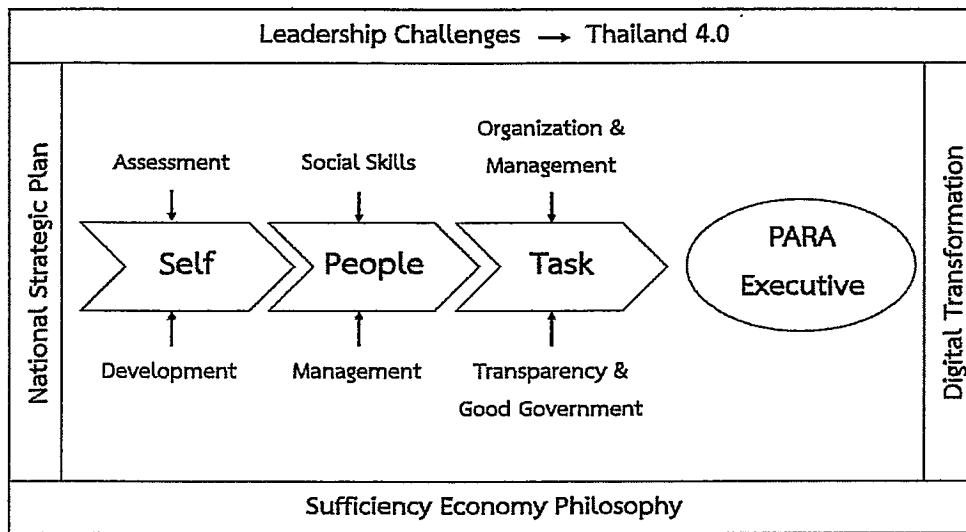 Leadership Challenges → Thailand 4.0
National Strategic Plan
Assessment
Social Skills
Organization &
Management
Self
People
Task
PARA
Executive
Development
Management
Transparency &
Good Government
Digital Transformation
Sufficiency Economy Philosophy